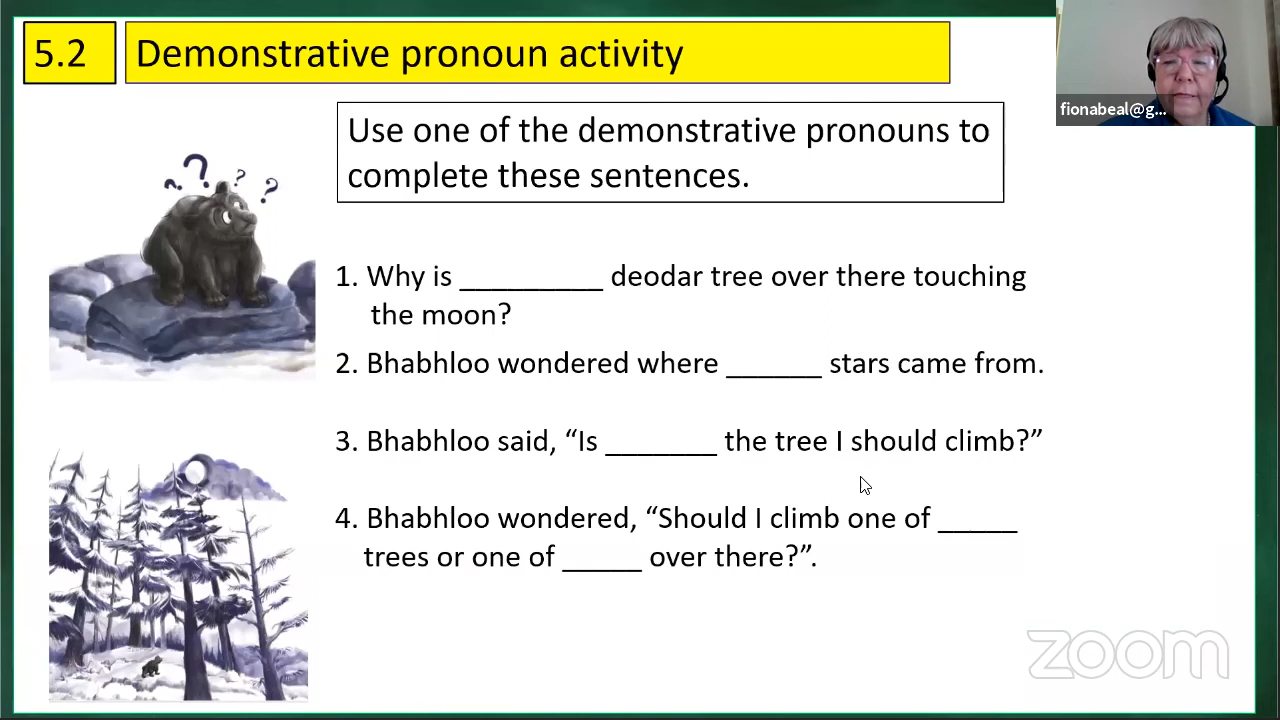 5.2
Demonstrative pronoun activity
fionabeal@g...
Use one of the demonstrative pronouns to
complete these sentences.
1. Why is _________ deodar tree over there touching
the moon?
2. Bhabhloo wondered where ______ stars came from.
3. Bhabhloo said, “Is _______ the tree I should climb?”
4. Bhabhloo wondered, “Should I climb one of _____
trees or one of _____ over there?”.
zoom